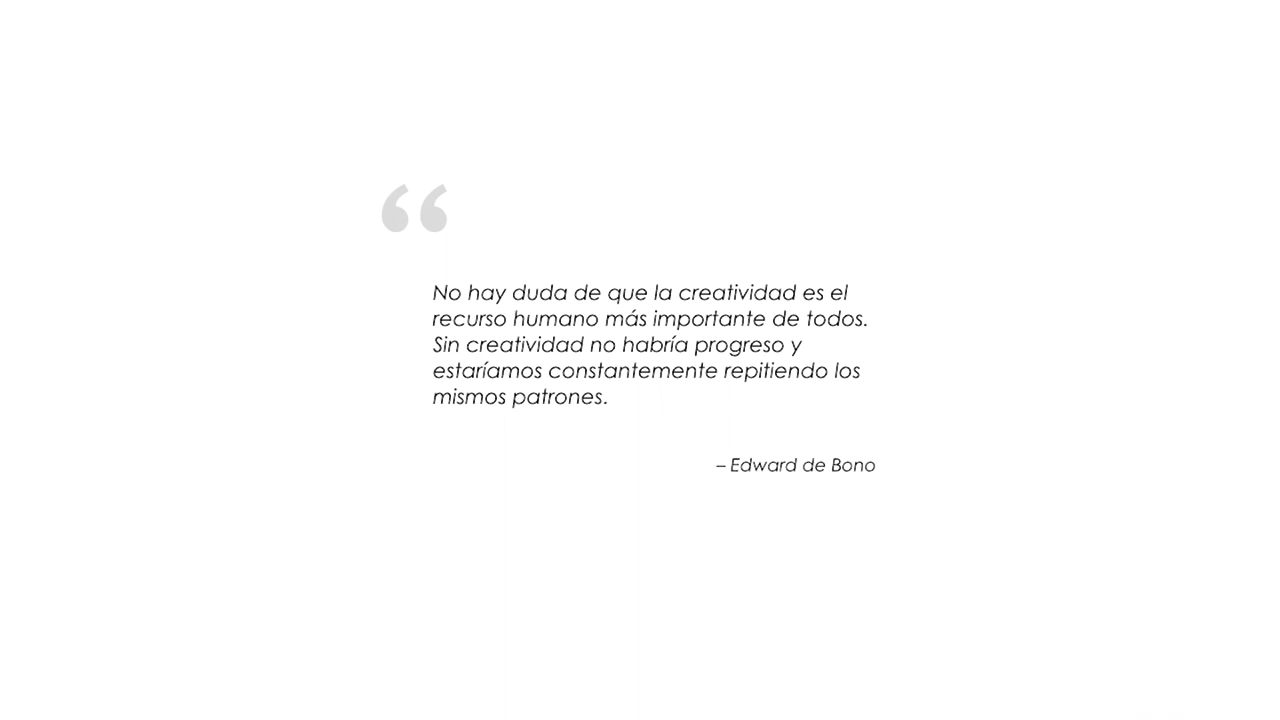 “
No hay duda de que la creatividad es el
recurso humano más importante de todos.
Sin creatividad no habría progreso y
estaríamos constantemente repitiendo los
mismos patrones.
– Edward de Bono